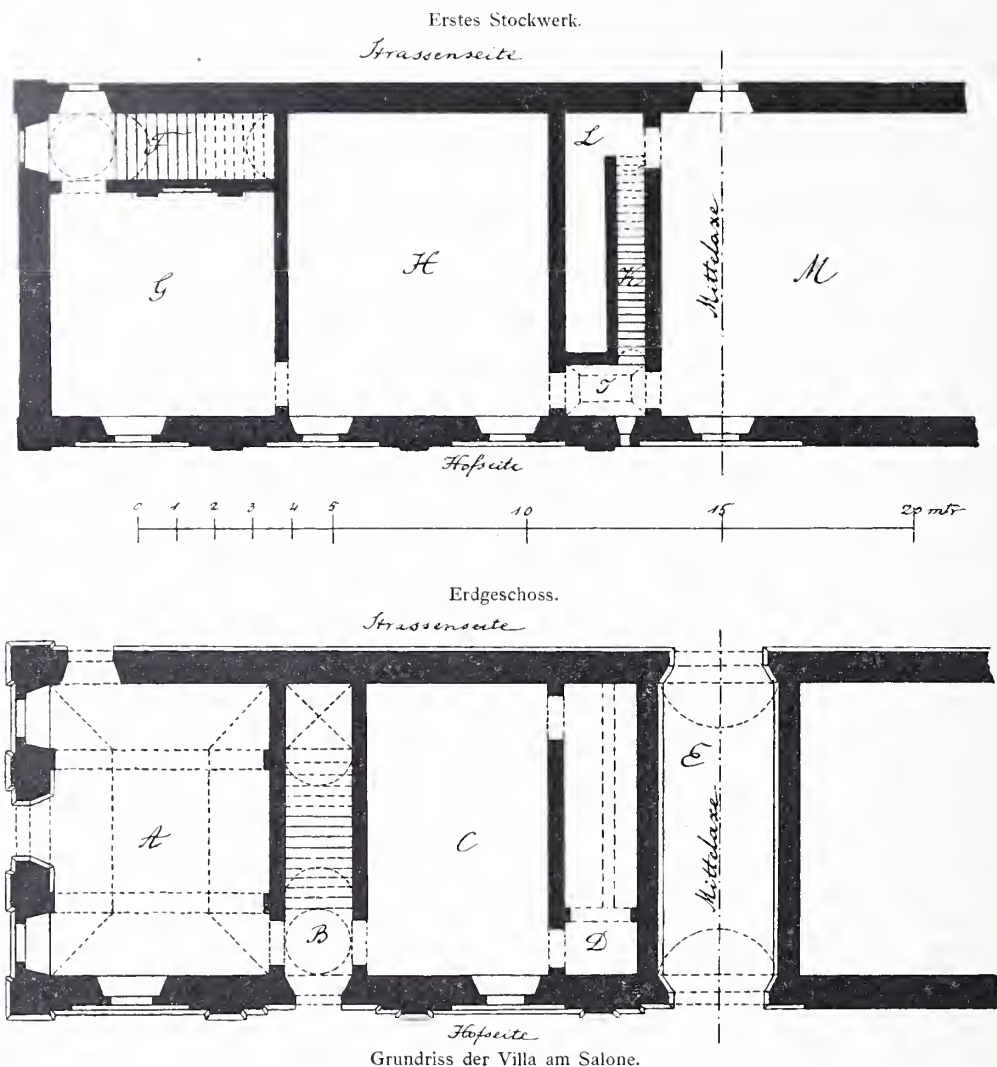 Erstes Stockwerk.
Strassenseite
F
L
G
H
K
Mittelaxe
M
J
Hofseite
0 1 2 3 4 5 10 15 20 mtr
Erdgeschoss.
Strassenseite
E
A
C
Mittelaxe
B
D
Hofseite
Grundriss der Villa am Salone.